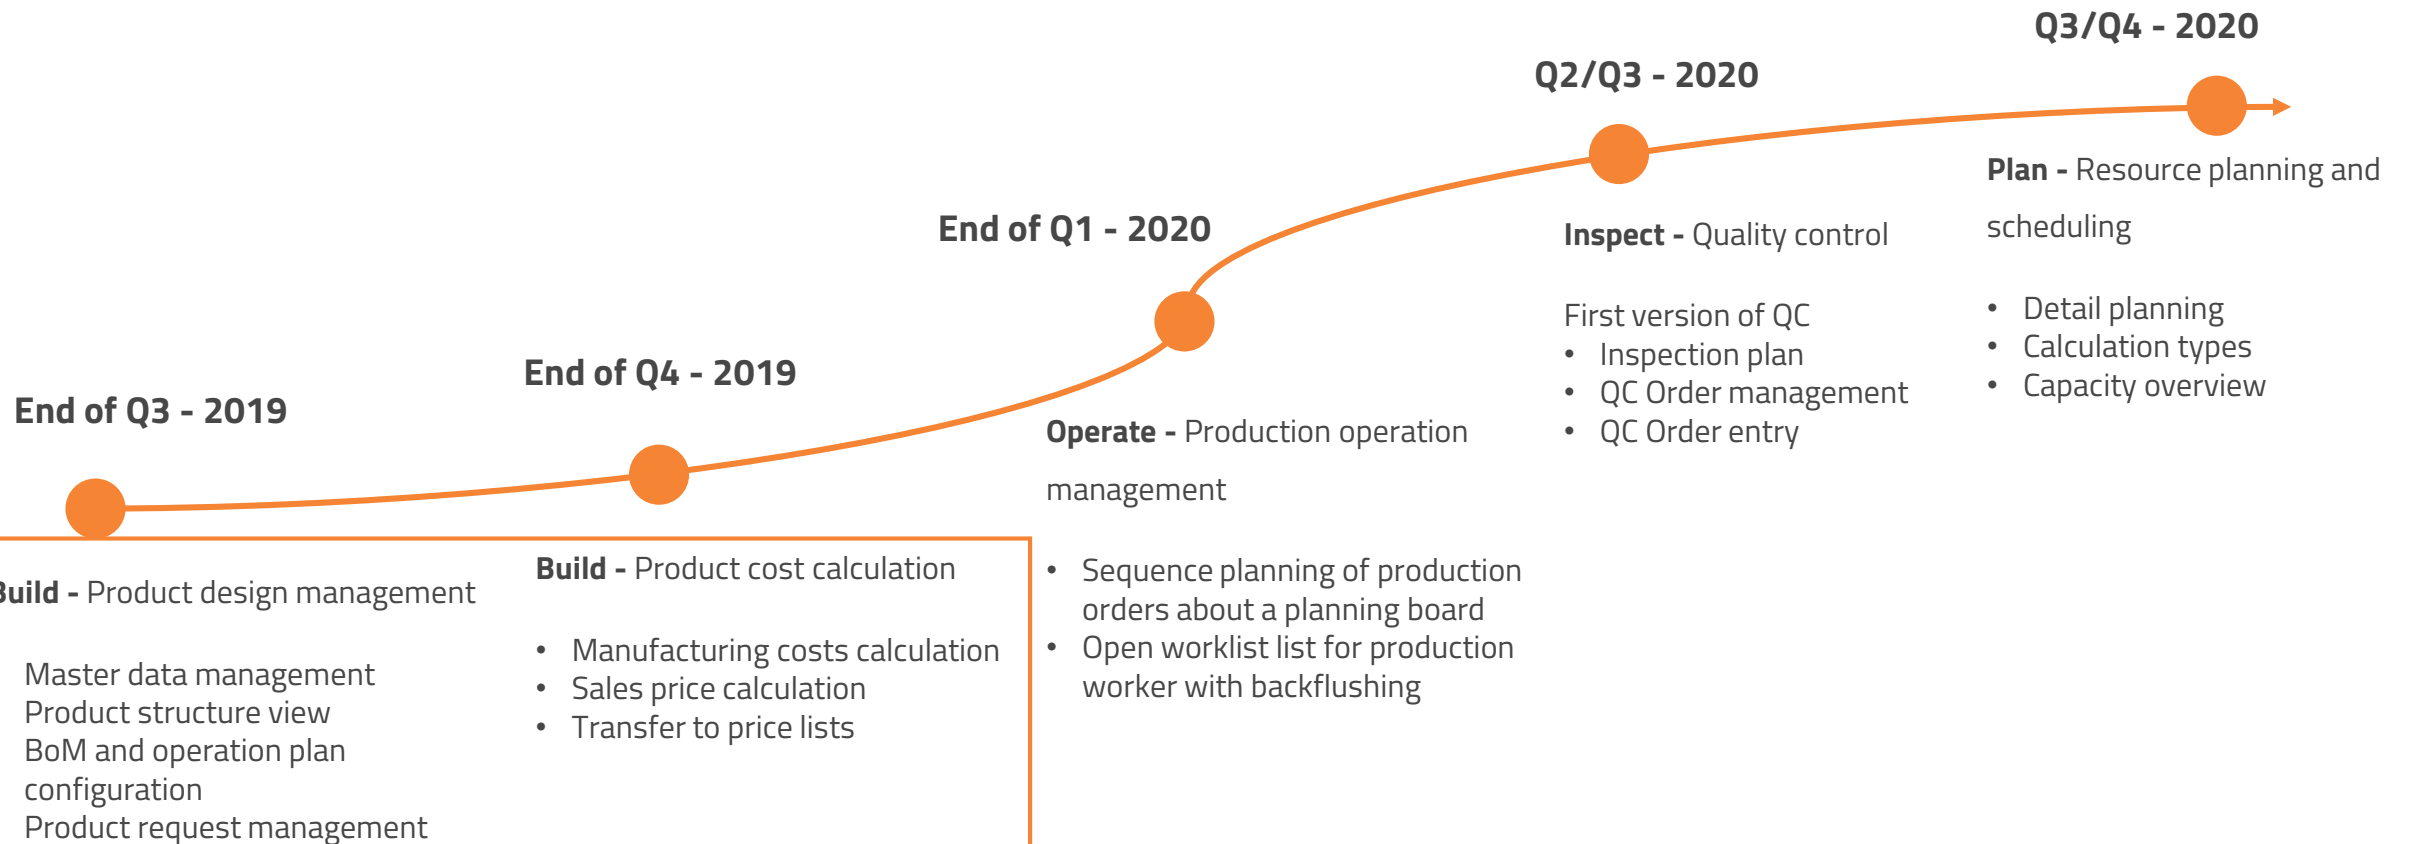 End of Q3 - 2019
Build - Product design management
Master data management
Product structure view
BoM and operation plan
configuration
Product request management
End of Q4 - 2019
Build - Product cost calculation
• Manufacturing costs calculation
• Sales price calculation
• Transfer to price lists
End of Q1 - 2020
Operate - Production operation
management
• Sequence planning of production
orders about a planning board
• Open worklist list for production
worker with backflushing
Q2/Q3 - 2020
Inspect - Quality control
First version of QC
• Inspection plan
• QC Order management
• QC Order entry
Q3/Q4 - 2020
Plan - Resource planning and
scheduling
• Detail planning
• Calculation types
• Capacity overview